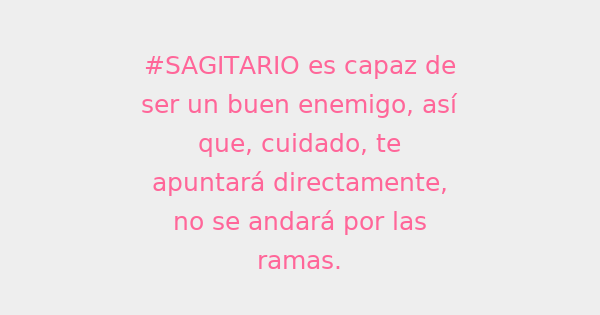 #SAGITARIO es capaz de
ser un buen enemigo, así
que, cuidado, te
apuntará directamente,
no se andará por las
ramas.